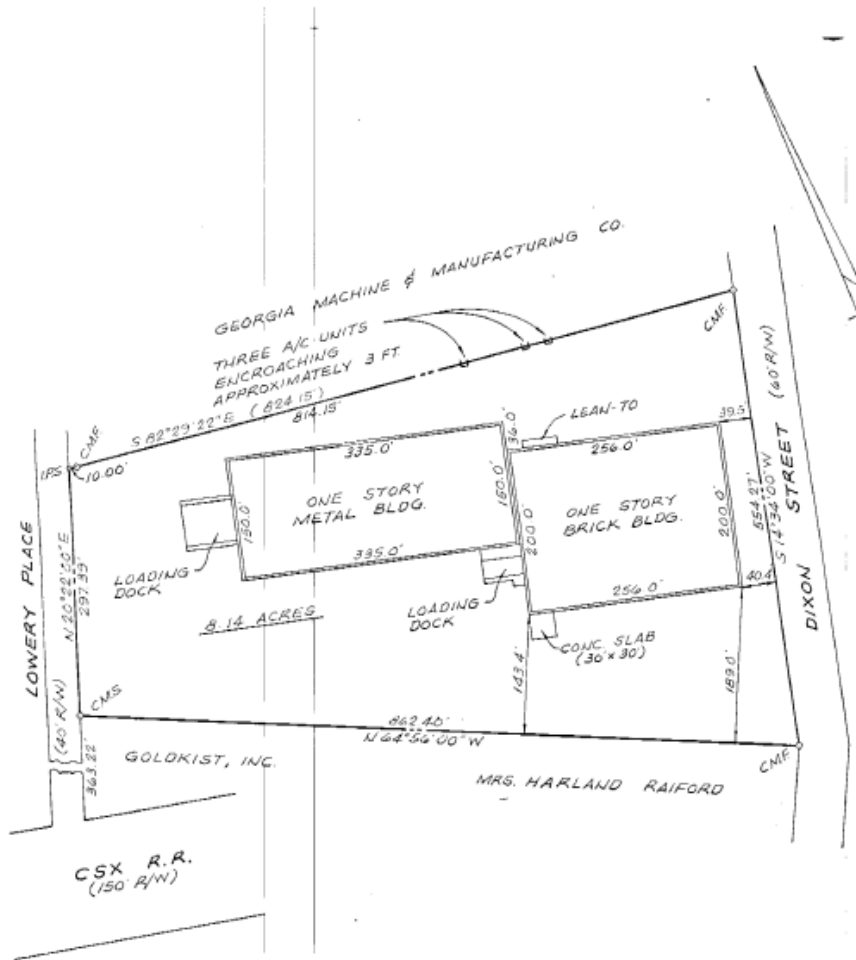 GEORGIA MACHINE & MANUFACTURING CO.
THREE A/C UNITS
ENCROACHING
APPROXIMATELY 3 FT.
S 82°29'22"E (824.15')
814.15'
CMF
CMF
I.P.S
10.00'
LEAN-TO
36.0'
39.5'
335.0'
256.0'
ONE STORY
METAL BLDG.
150.0'
150.0'
ONE STORY
BRICK BLDG.
200.0'
200.0'
554.27'
S 14°34'00"W
DIXON STREET (60' R/W)
LOWERY PLACE
(40' R/W)
N 20°22'00"E
297.39'
LOADING
DOCK
335.0'
LOADING
DOCK
256.0'
40.4'
8.14 ACRES
CONC. SLAB
(30' x 30')
143.4'
189.0'
CMS
862.40'
N 64°56'00"W
CMF
363.22'
GOLDKIST, INC.
MRS. HARLAND RAIFORD
CSX R.R.
(150' R/W)